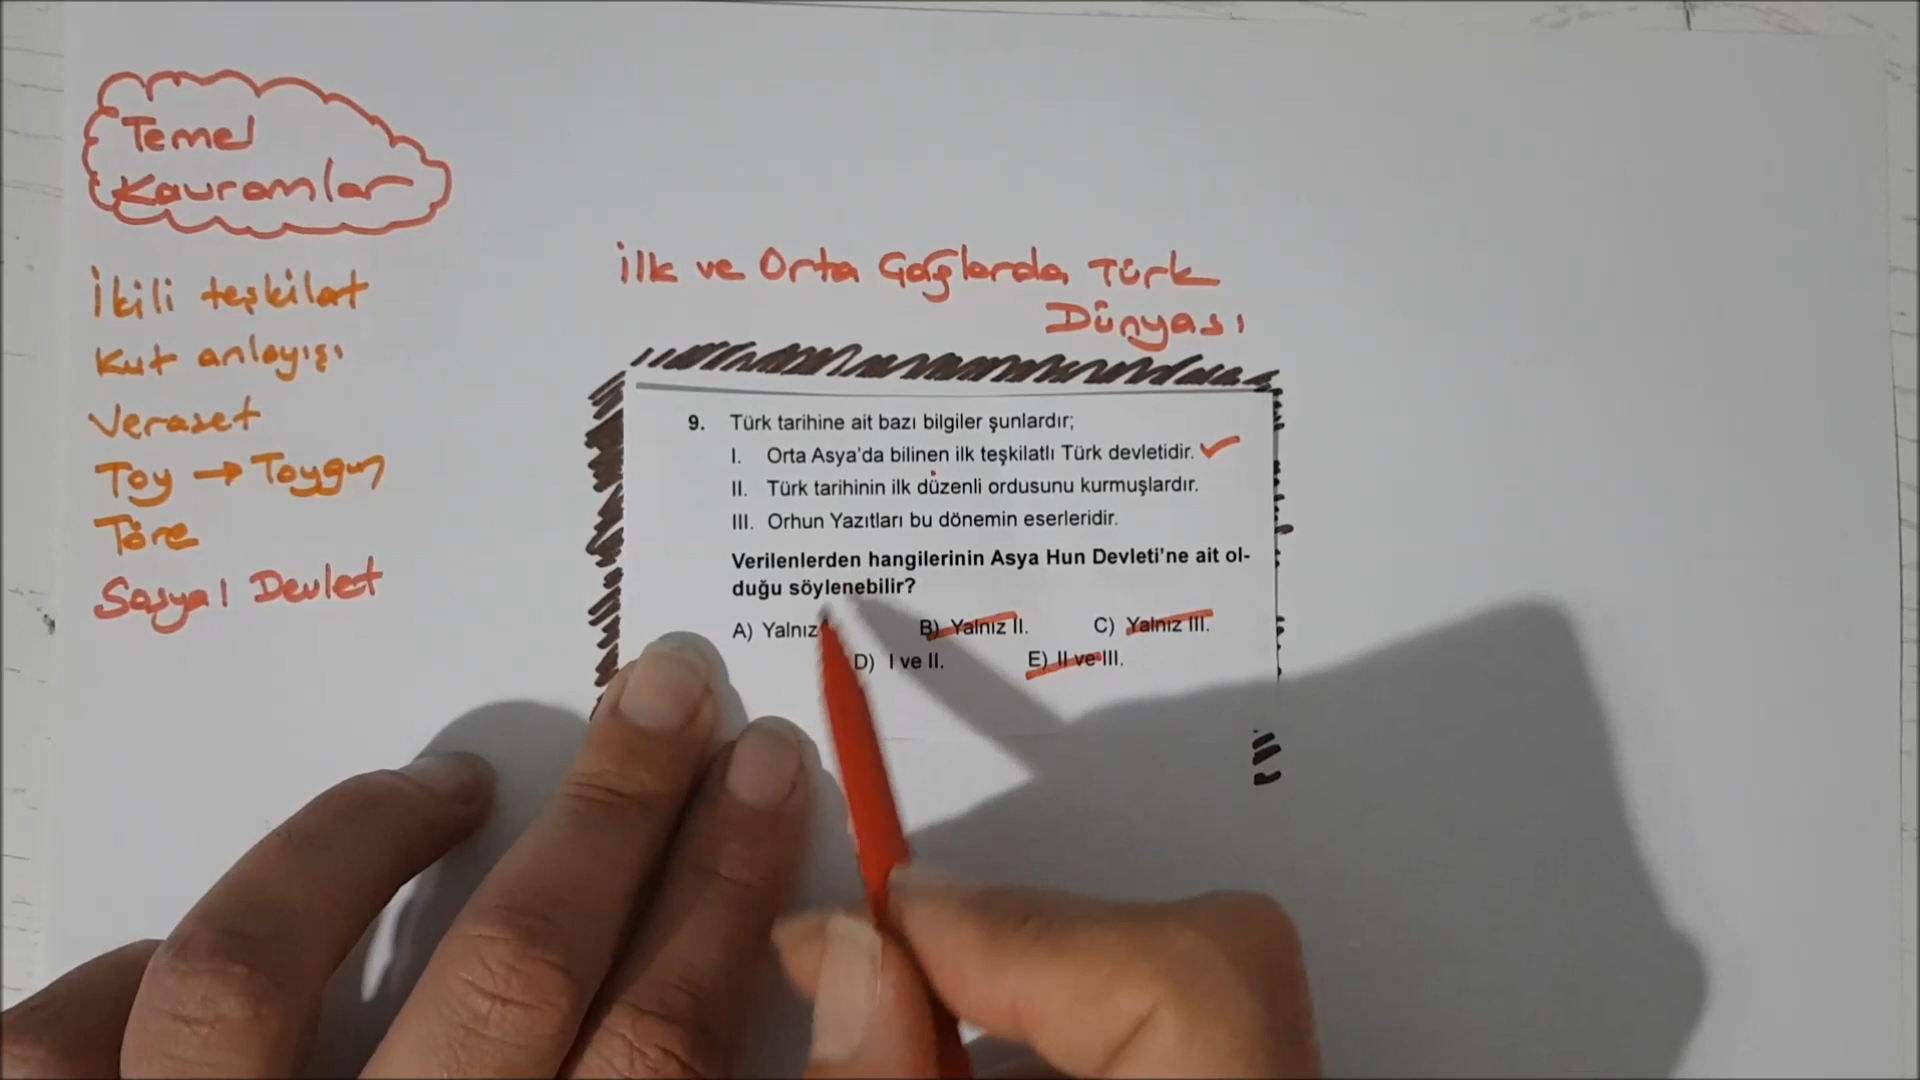 Temel
Kavramlar
İkili teşkilat
Kut anlayışı
Veraset
Toy → Toygun
Töre
Sosyal Devlet
İlk ve Orta Çağlarda Türk
Dünyası
9. Türk tarihine ait bazı bilgiler şunlardır;
I. Orta Asya'da bilinen ilk teşkilatlı Türk devletidir.
II. Türk tarihinin ilk düzenli ordusunu kurmuşlardır.
III. Orhun Yazıtları bu dönemin eserleridir.
Verilenlerden hangilerinin Asya Hun Devleti'ne ait ol-
duğu söylenebilir?
A) Yalnız B) Yalnız II. C) Yalnız III.
D) I ve II. E) II ve III.